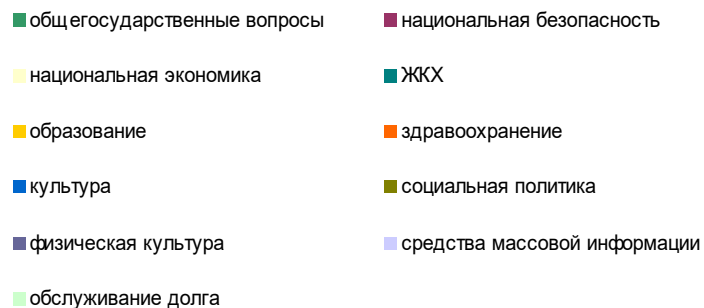 общегосударственные вопросы
национальная безопасность
национальная экономика
ЖКХ
образование
здравоохранение
культура
социальная политика
физическая культура
средства массовой информации
обслуживание долга